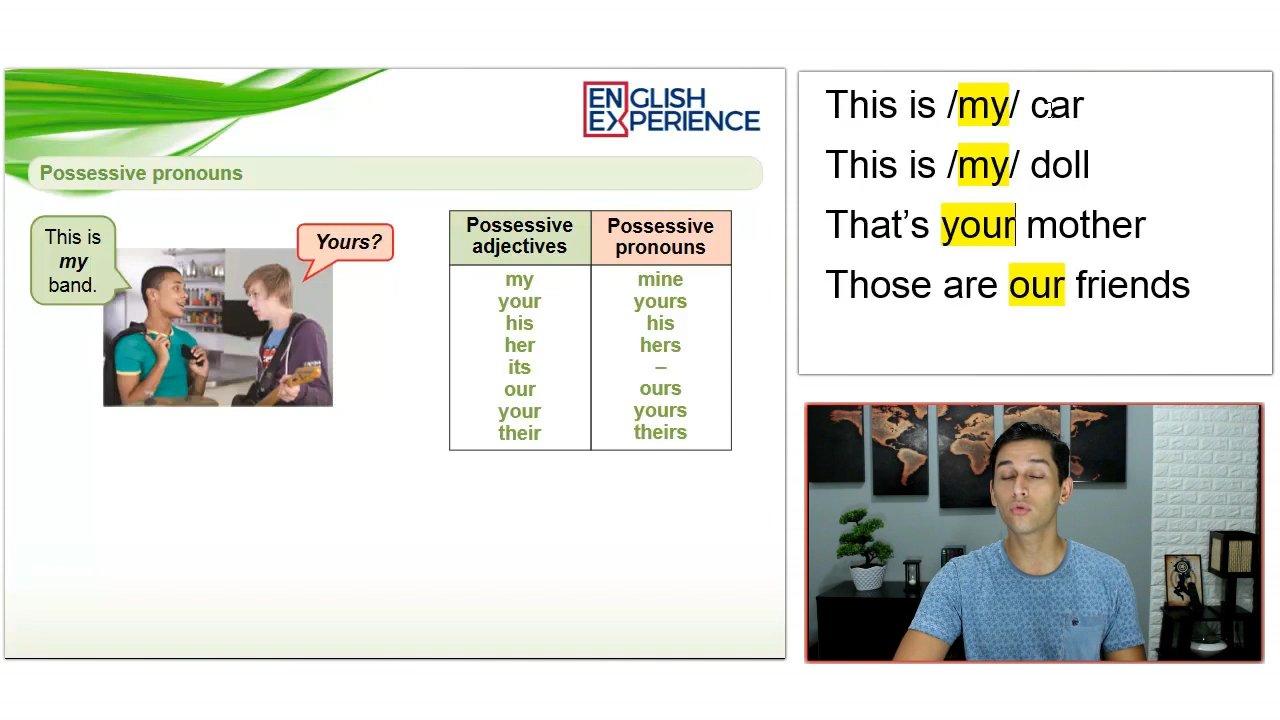 ENGLISH
EXPERIENCE
Possessive pronouns
This is
my
band.
Yours?
Possessive adjectives Possessive pronouns
my mine
your yours
his his
her hers
its –
our ours
your yours
their theirs
This is /my/ car
This is /my/ doll
That’s your mother
Those are our friends